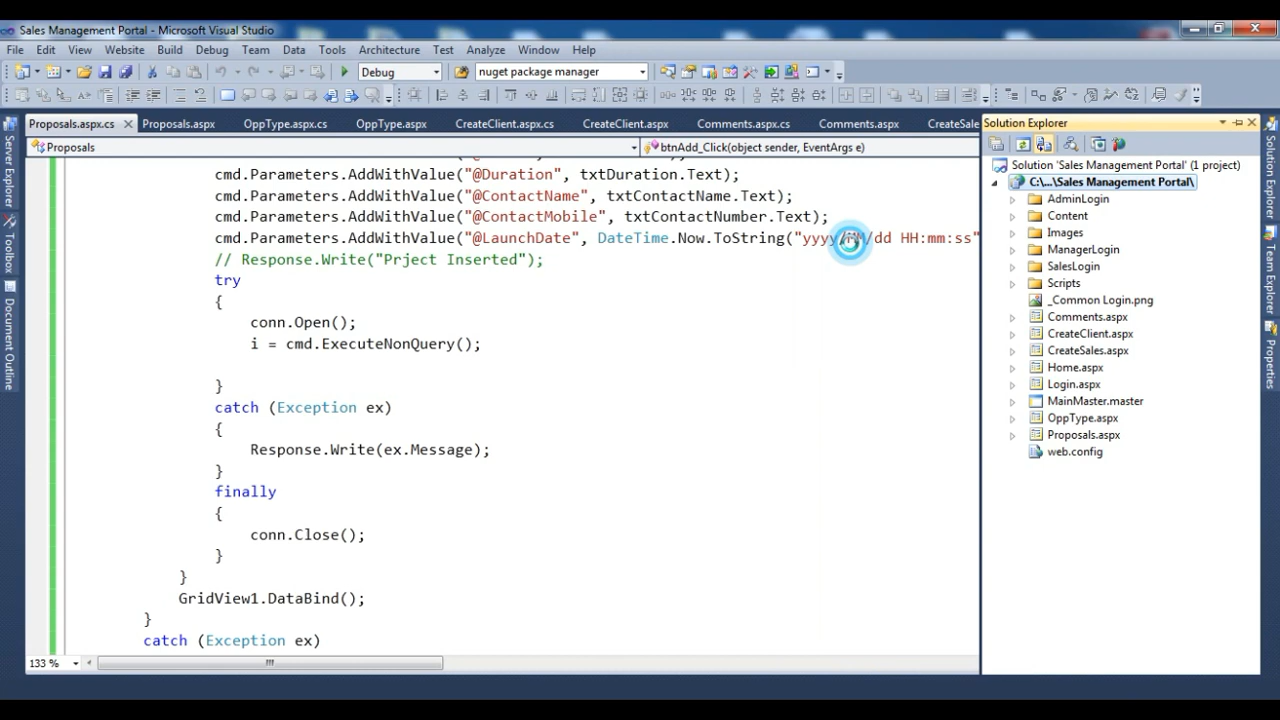 Sales Management Portal - Microsoft Visual Studio
File Edit View Website Build Debug Team Data Tools Architecture Test Analyze Window Help
Debug nuget package manager
Proposals.aspx.cs Proposals.aspx OppType.aspx.cs OppType.aspx CreateClient.aspx.cs CreateClient.aspx Comments.aspx.cs Comments.aspx CreateSale
Proposals btnAdd_Click(object sender, EventArgs e)
cmd.Parameters.AddWithValue("@Duration", txtDuration.Text);
cmd.Parameters.AddWithValue("@ContactName", txtContactName.Text);
cmd.Parameters.AddWithValue("@ContactMobile", txtContactNumber.Text);
cmd.Parameters.AddWithValue("@LaunchDate", DateTime.Now.ToString("yyyy/MM/dd HH:mm:ss"
// Response.Write("Prject Inserted");
try
{
conn.Open();
i = cmd.ExecuteNonQuery();
}
catch (Exception ex)
{
Response.Write(ex.Message);
}
finally
{
conn.Close();
}
}
GridView1.DataBind();
}
catch (Exception ex)
133 %
Server Explorer
Toolbox
Document Outline
Solution Explorer
Solution 'Sales Management Portal' (1 project)
C:\...\Sales Management Portal\
AdminLogin
Content
Images
ManagerLogin
SalesLogin
Scripts
_Common Login.png
Comments.aspx
CreateClient.aspx
CreateSales.aspx
Home.aspx
Login.aspx
MainMaster.master
OppType.aspx
Proposals.aspx
web.config
Solution Explorer
Team Explorer
Properties